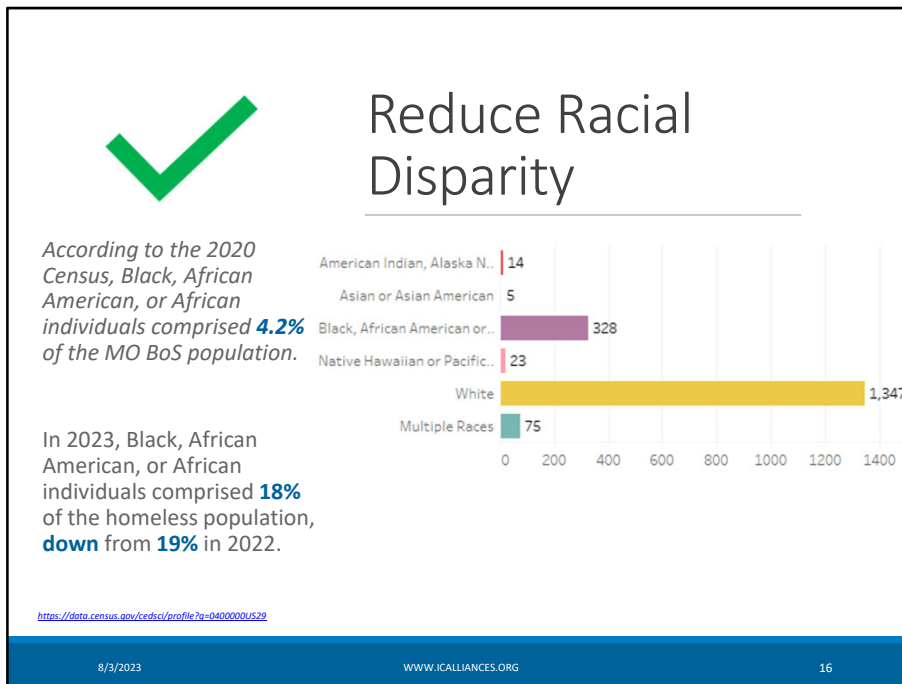 Reduce Racial
Disparity
According to the 2020
Census, Black, African
American, or African
individuals comprised 4.2%
of the MO BoS population.
In 2023, Black, African
American, or African
individuals comprised 18%
of the homeless population,
down from 19% in 2022.
American Indian, Alaska N.. 14
Asian or Asian American 5
Black, African American or.. 328
Native Hawaiian or Pacific.. 23
White 1,347
Multiple Races 75
0 200 400 600 800 1000 1200 1400
https://data.census.gov/cedsci/profile?q=0400000US29
8/3/2023 WWW.ICALLIANCES.ORG 16